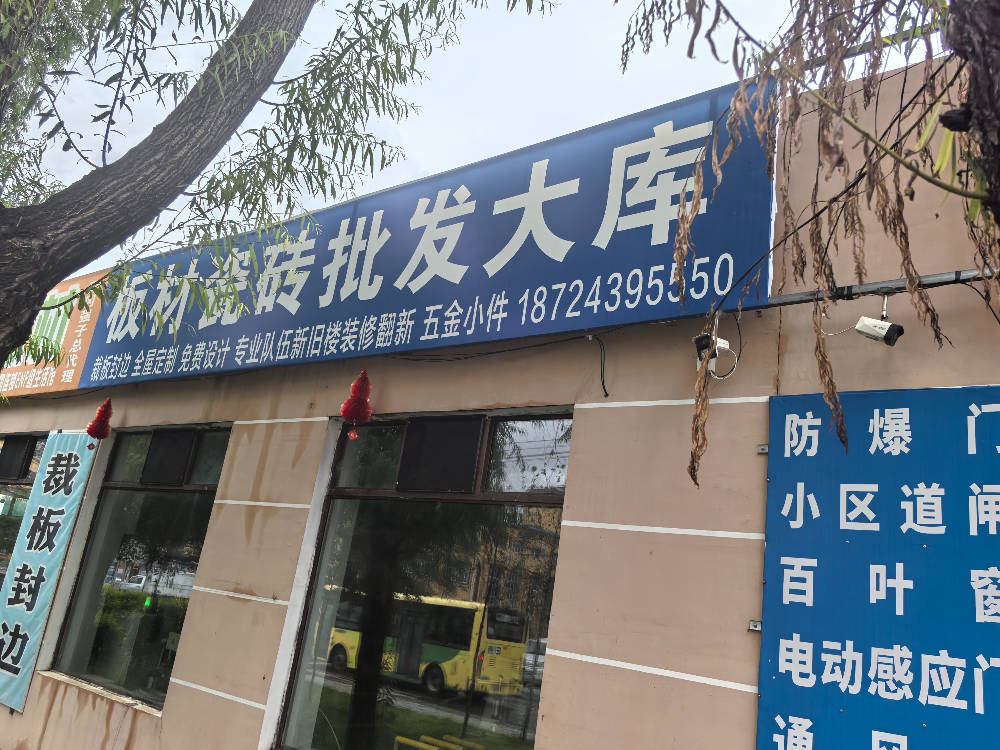 板材瓷砖批发大库
裁板封边 全屋定制 免费设计 专业队伍新旧楼装修翻新 五金小件 18724395550
裁板封边
防爆门
小区道闸
百叶窗
电动感应门
通风